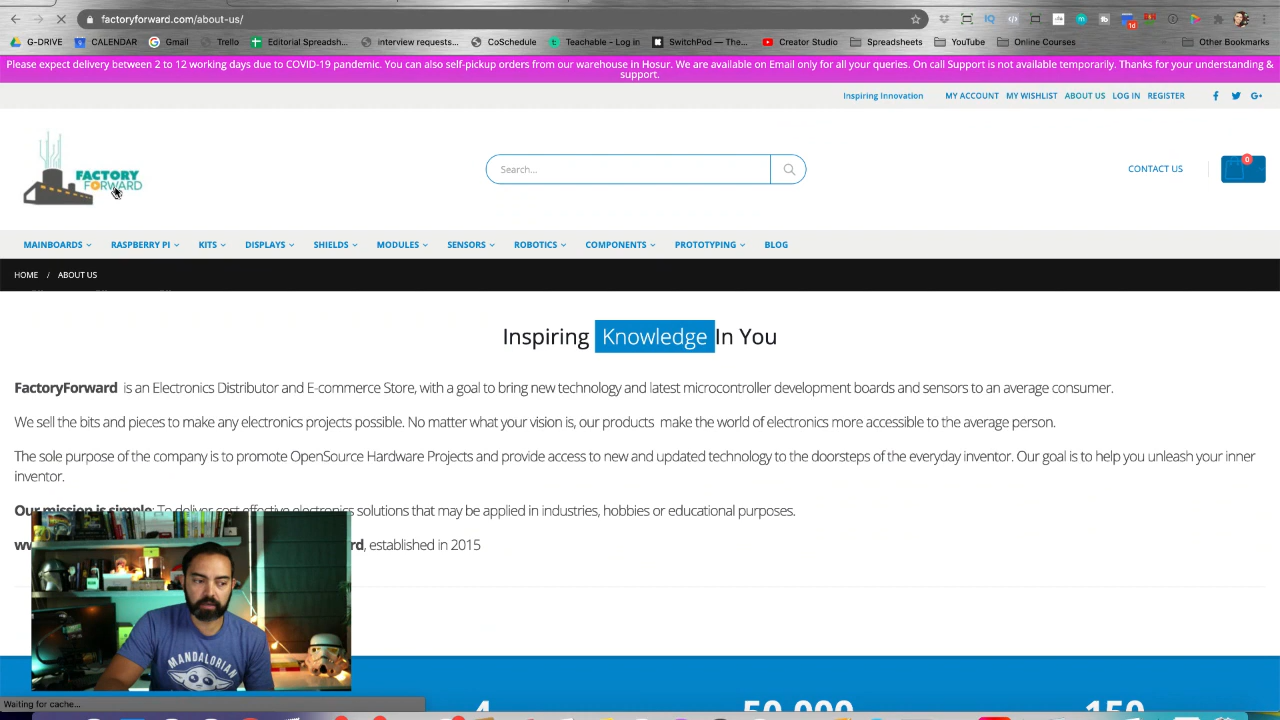 factoryforward.com/about-us/
G-DRIVE CALENDAR Gmail Trello Editorial Spreadsh... interview requests... CoSchedule Teachable - Log in SwitchPod — The... Creator Studio Spreadsheets YouTube Online Courses Other Bookmarks
Please expect delivery between 2 to 12 working days due to COVID-19 pandemic. You can also self-pickup orders from our warehouse in Hosur. We are available on Email only for all your queries. On call Support is not available temporarily. Thanks for your understanding &
support.
Inspiring Innovation MY ACCOUNT MY WISHLIST ABOUT US LOG IN REGISTER
FACTORY
FORWARD
Search...
CONTACT US
0
MAINBOARDS RASPBERRY PI KITS DISPLAYS SHIELDS MODULES SENSORS ROBOTICS COMPONENTS PROTOTYPING BLOG
HOME / ABOUT US
Inspiring Knowledge In You
FactoryForward is an Electronics Distributor and E-commerce Store, with a goal to bring new technology and latest microcontroller development boards and sensors to an average consumer.
We sell the bits and pieces to make any electronics projects possible. No matter what your vision is, our products make the world of electronics more accessible to the average person.
The sole purpose of the company is to promote OpenSource Hardware Projects and provide access to new and updated technology to the doorsteps of the everyday inventor. Our goal is to help you unleash your inner
inventor.
Our mission is simple: To deliver cost effective electronics solutions that may be applied in industries, hobbies or educational purposes.
rd, established in 2015
MANDALORIAN
4 50,000 150
Waiting for cache...